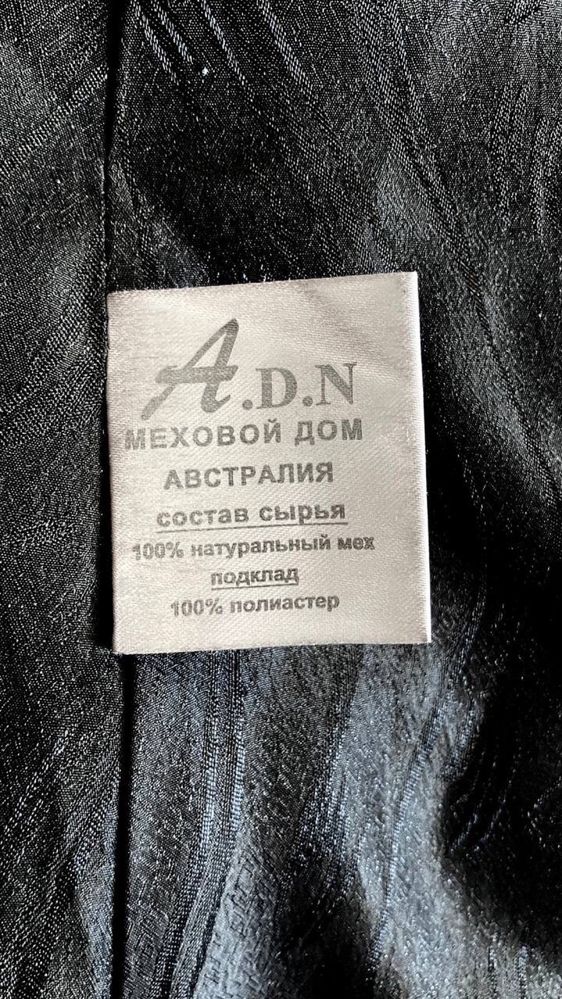 A.D.N
МЕХОВОЙ ДОМ
АВСТРАЛИЯ
состав сырья
100% натуральный мех
подклад
100% полиастер